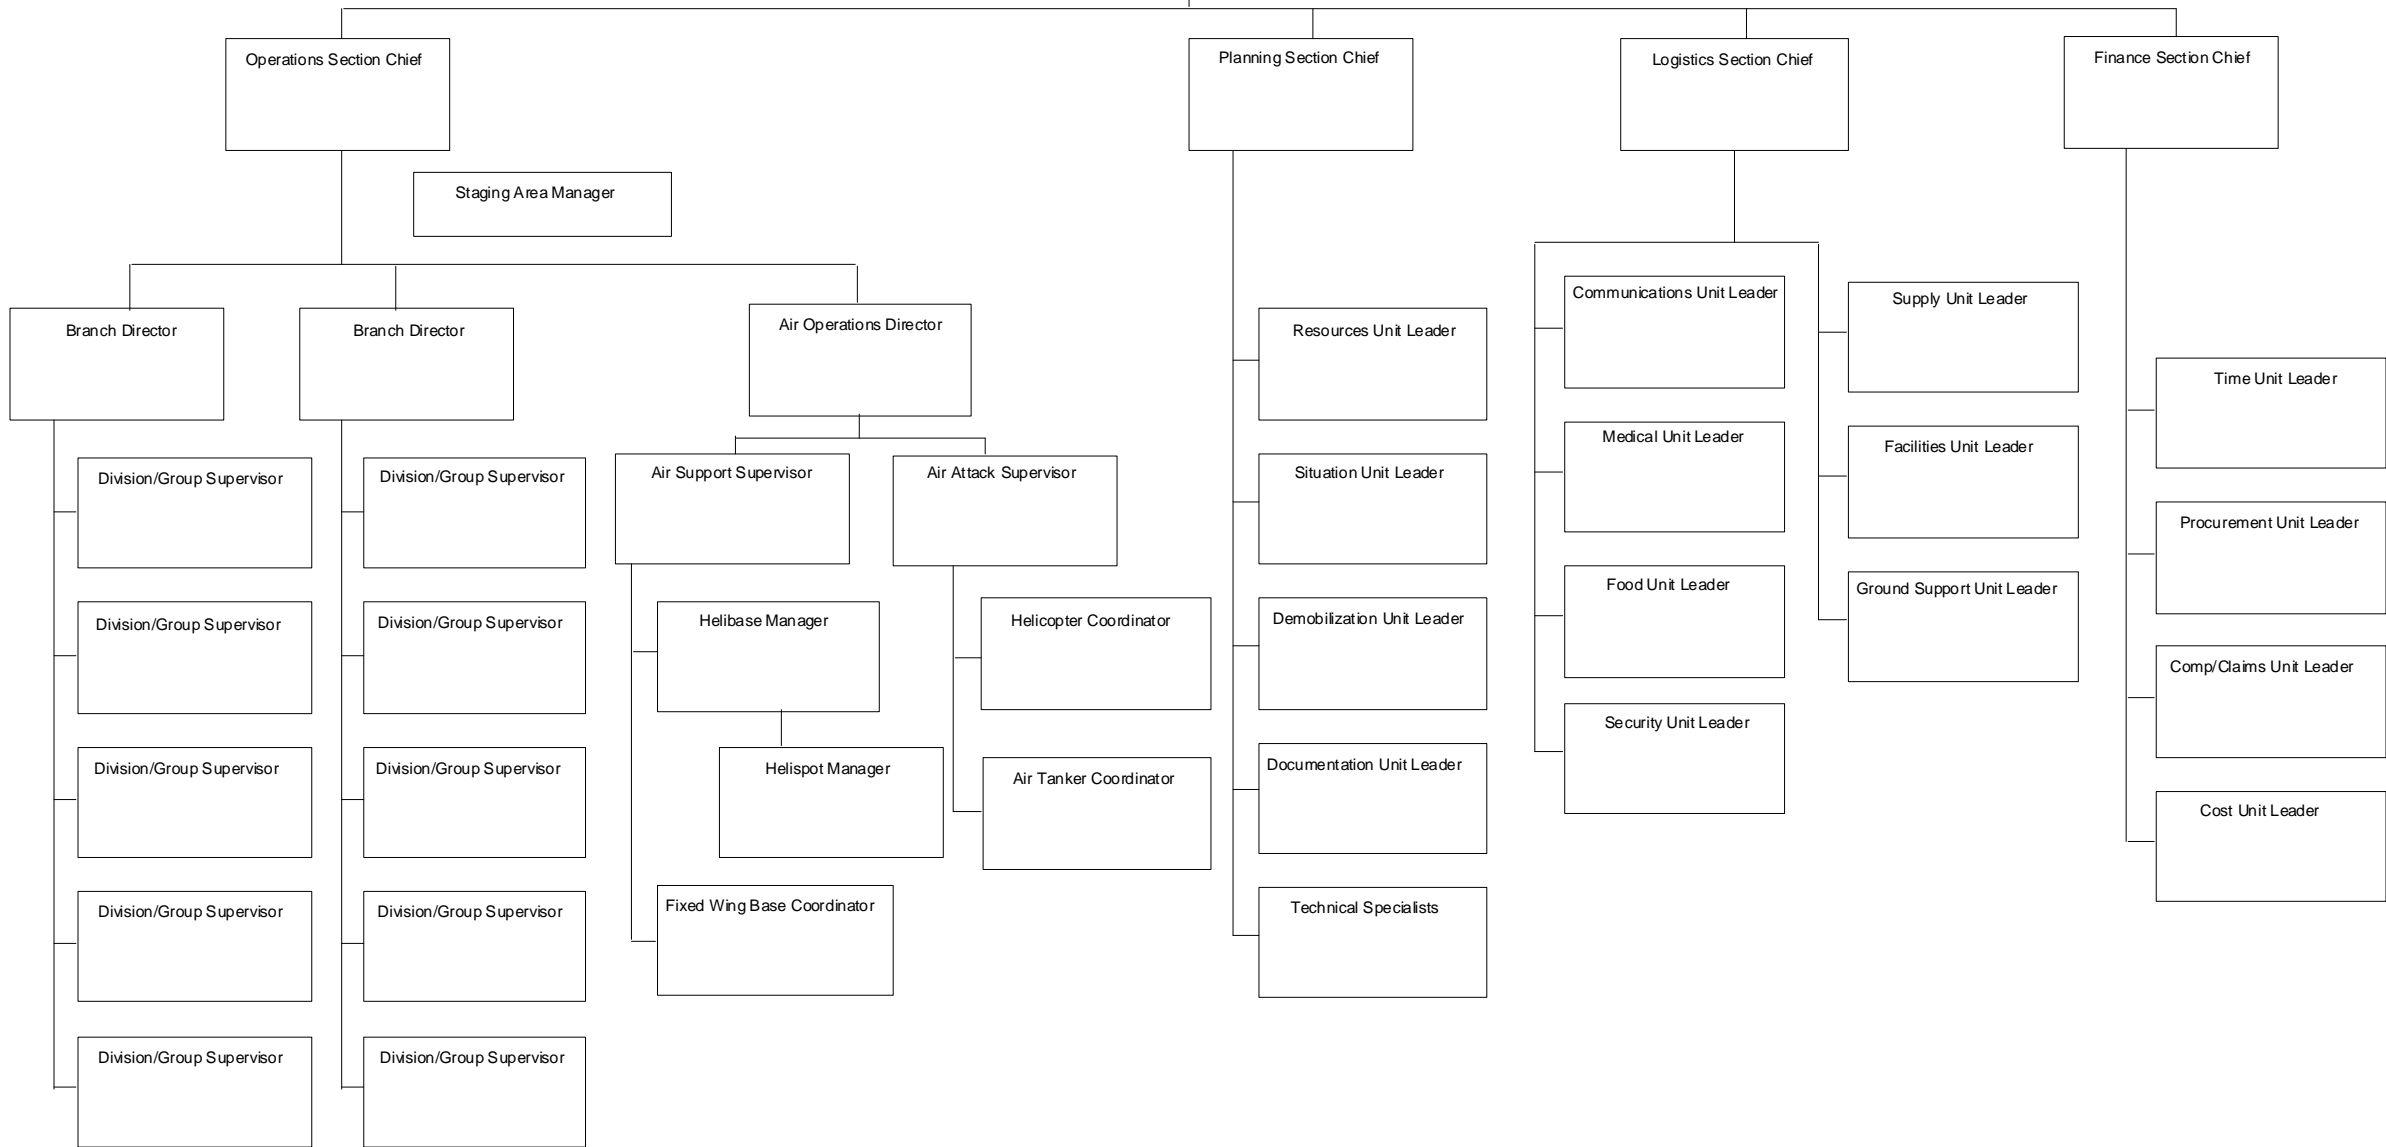 Operations Section Chief
Planning Section Chief
Logistics Section Chief
Finance Section Chief
Staging Area Manager
Branch Director
Branch Director
Air Operations Director
Resources Unit Leader
Communications Unit Leader
Supply Unit Leader
Time Unit Leader
Division/Group Supervisor
Division/Group Supervisor
Air Support Supervisor
Air Attack Supervisor
Situation Unit Leader
Medical Unit Leader
Facilities Unit Leader
Procurement Unit Leader
Division/Group Supervisor
Division/Group Supervisor
Helibase Manager
Helicopter Coordinator
Demobilization Unit Leader
Food Unit Leader
Ground Support Unit Leader
Comp/Claims Unit Leader
Division/Group Supervisor
Division/Group Supervisor
Helispot Manager
Air Tanker Coordinator
Documentation Unit Leader
Security Unit Leader
Cost Unit Leader
Division/Group Supervisor
Division/Group Supervisor
Fixed Wing Base Coordinator
Technical Specialists
Division/Group Supervisor
Division/Group Supervisor